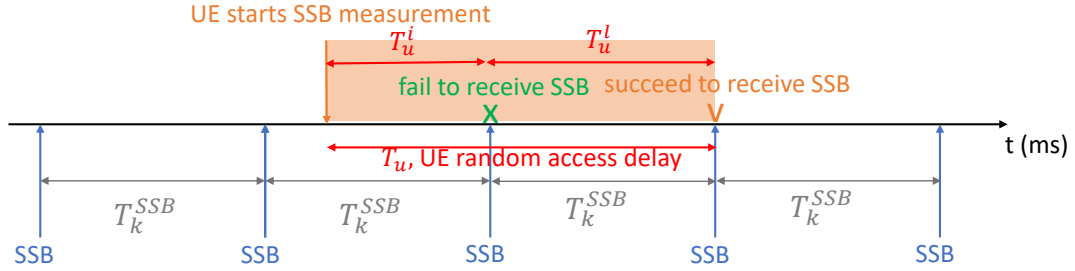 UE starts SSB measurement
T_u^i T_u^l
fail to receive SSB succeed to receive SSB
X V
t (ms)
T_u, UE random access delay
T_k^{SSB} T_k^{SSB} T_k^{SSB} T_k^{SSB}
SSB SSB SSB SSB SSB